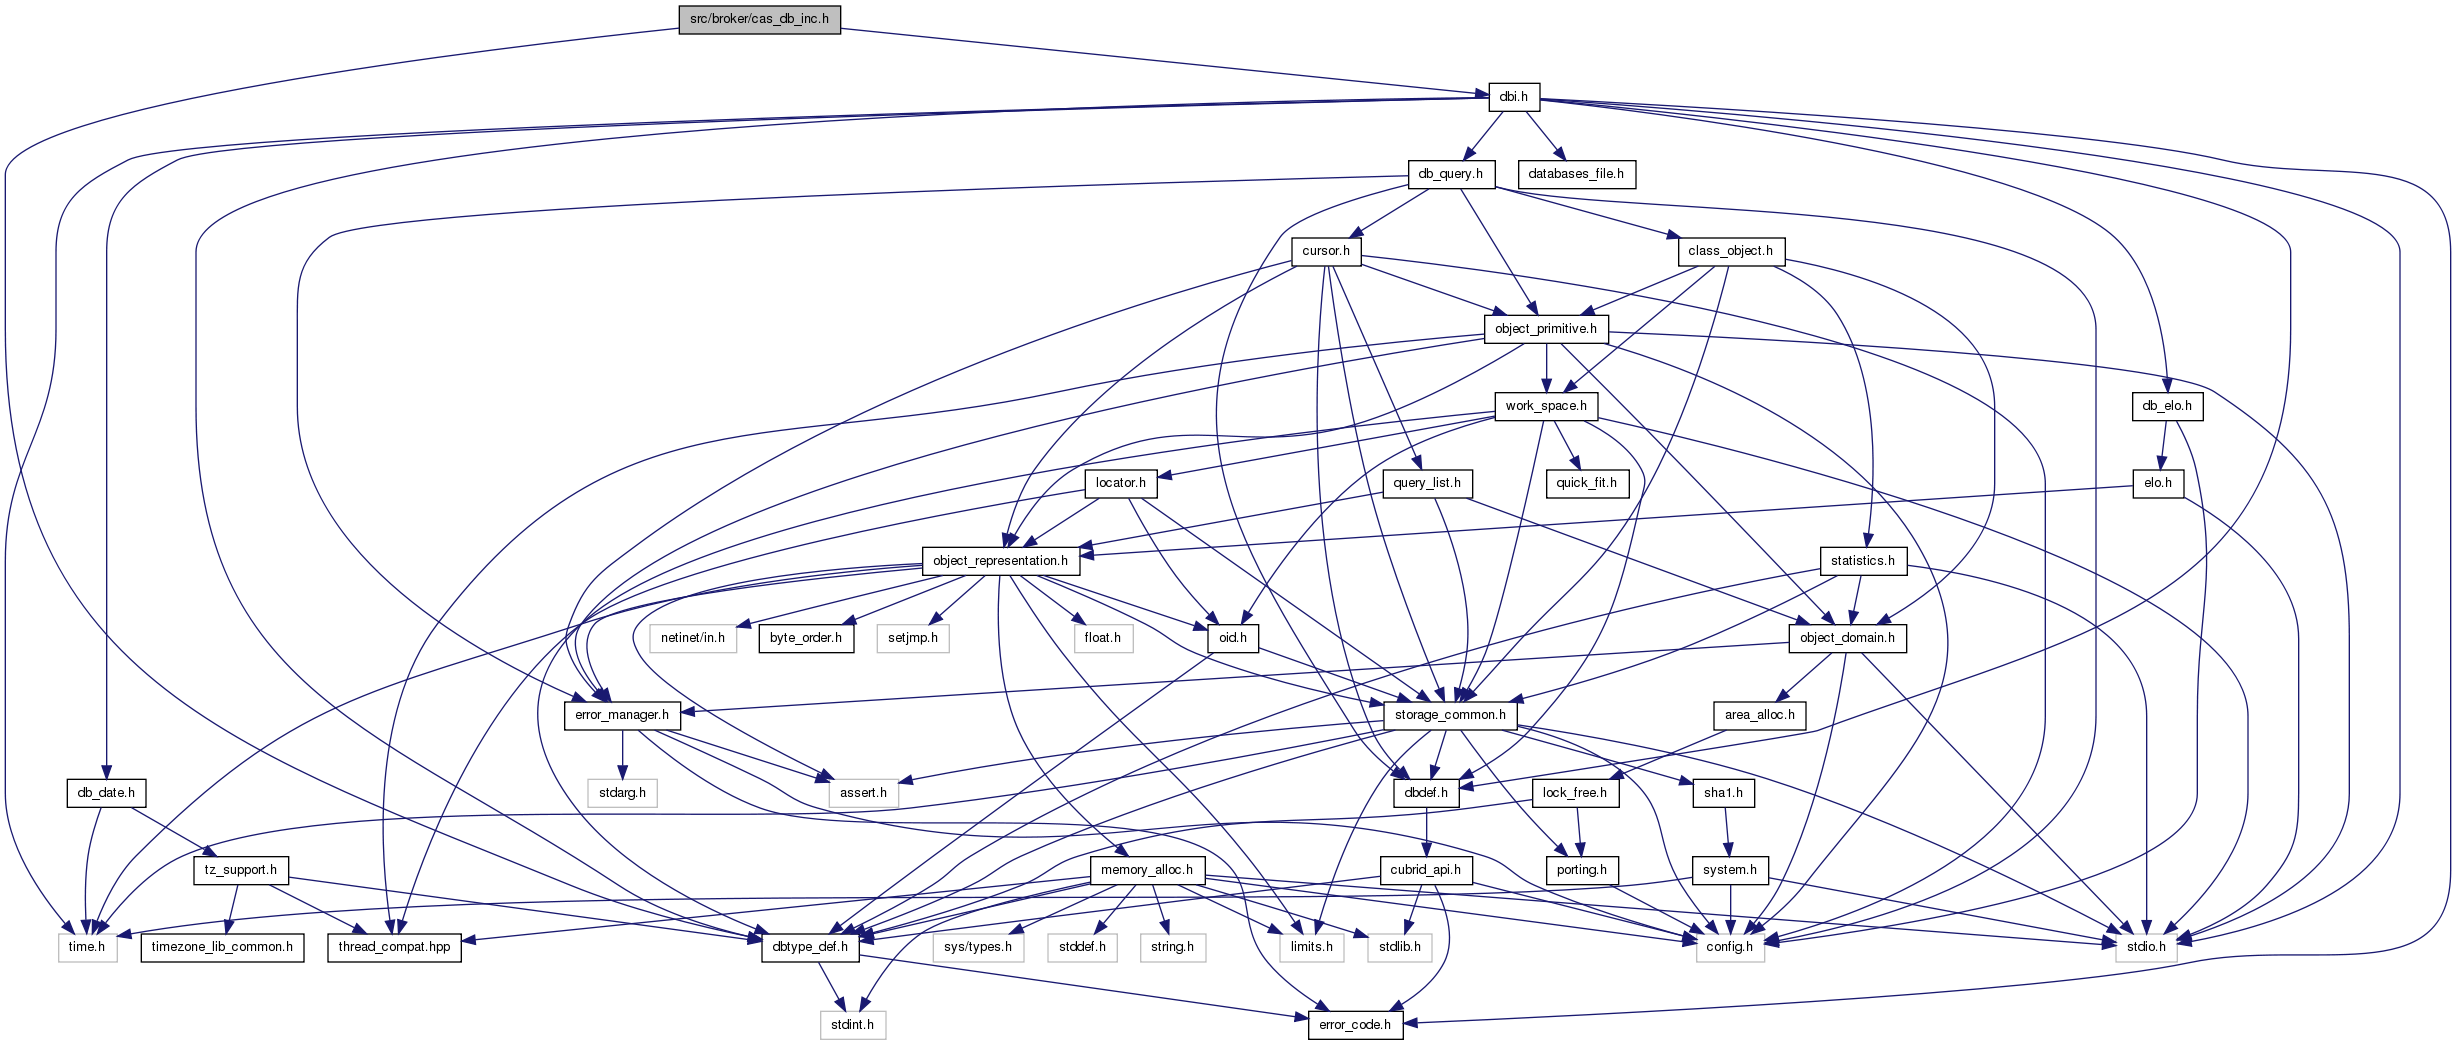 src/broker/cas_db_inc.h
dbi.h
db_query.h
databases_file.h
cursor.h
class_object.h
object_primitive.h
work_space.h
db_elo.h
locator.h
query_list.h
quick_fit.h
elo.h
object_representation.h
statistics.h
netinet/in.h
byte_order.h
setjmp.h
float.h
oid.h
object_domain.h
error_manager.h
storage_common.h
area_alloc.h
db_date.h
stdarg.h
assert.h
dbdef.h
lock_free.h
sha1.h
tz_support.h
memory_alloc.h
cubrid_api.h
porting.h
system.h
time.h
timezone_lib_common.h
thread_compat.hpp
dbtype_def.h
sys/types.h
stddef.h
string.h
limits.h
stdlib.h
config.h
stdio.h
stdint.h
error_code.h